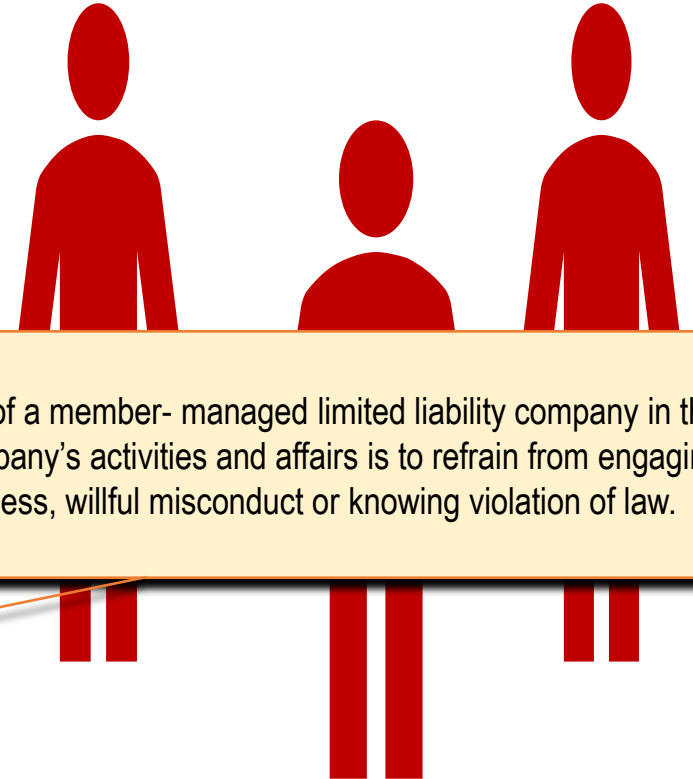 of a member- managed limited liability company in th
pany’s activities and affairs is to refrain from engagin
ess, willful misconduct or knowing violation of law.